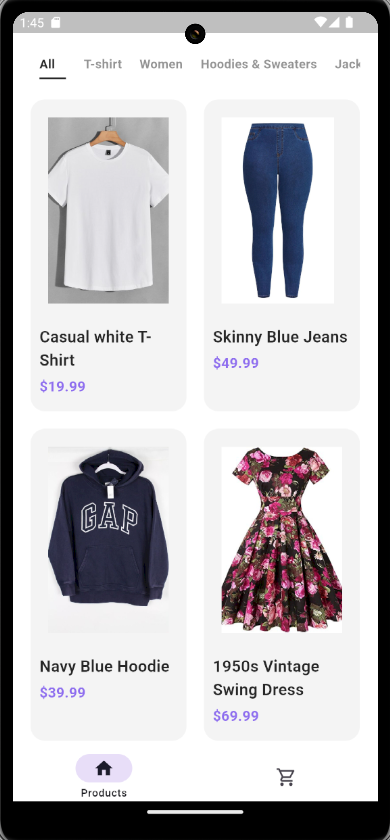 1.45
All T-shirt Women Hoodies & Sweaters Jack
Casual white T-
Shirt
$19.99
Skinny Blue Jeans
$49.99
GAP
Navy Blue Hoodie
$39.99
1950s Vintage
Swing Dress
$69.99
Products